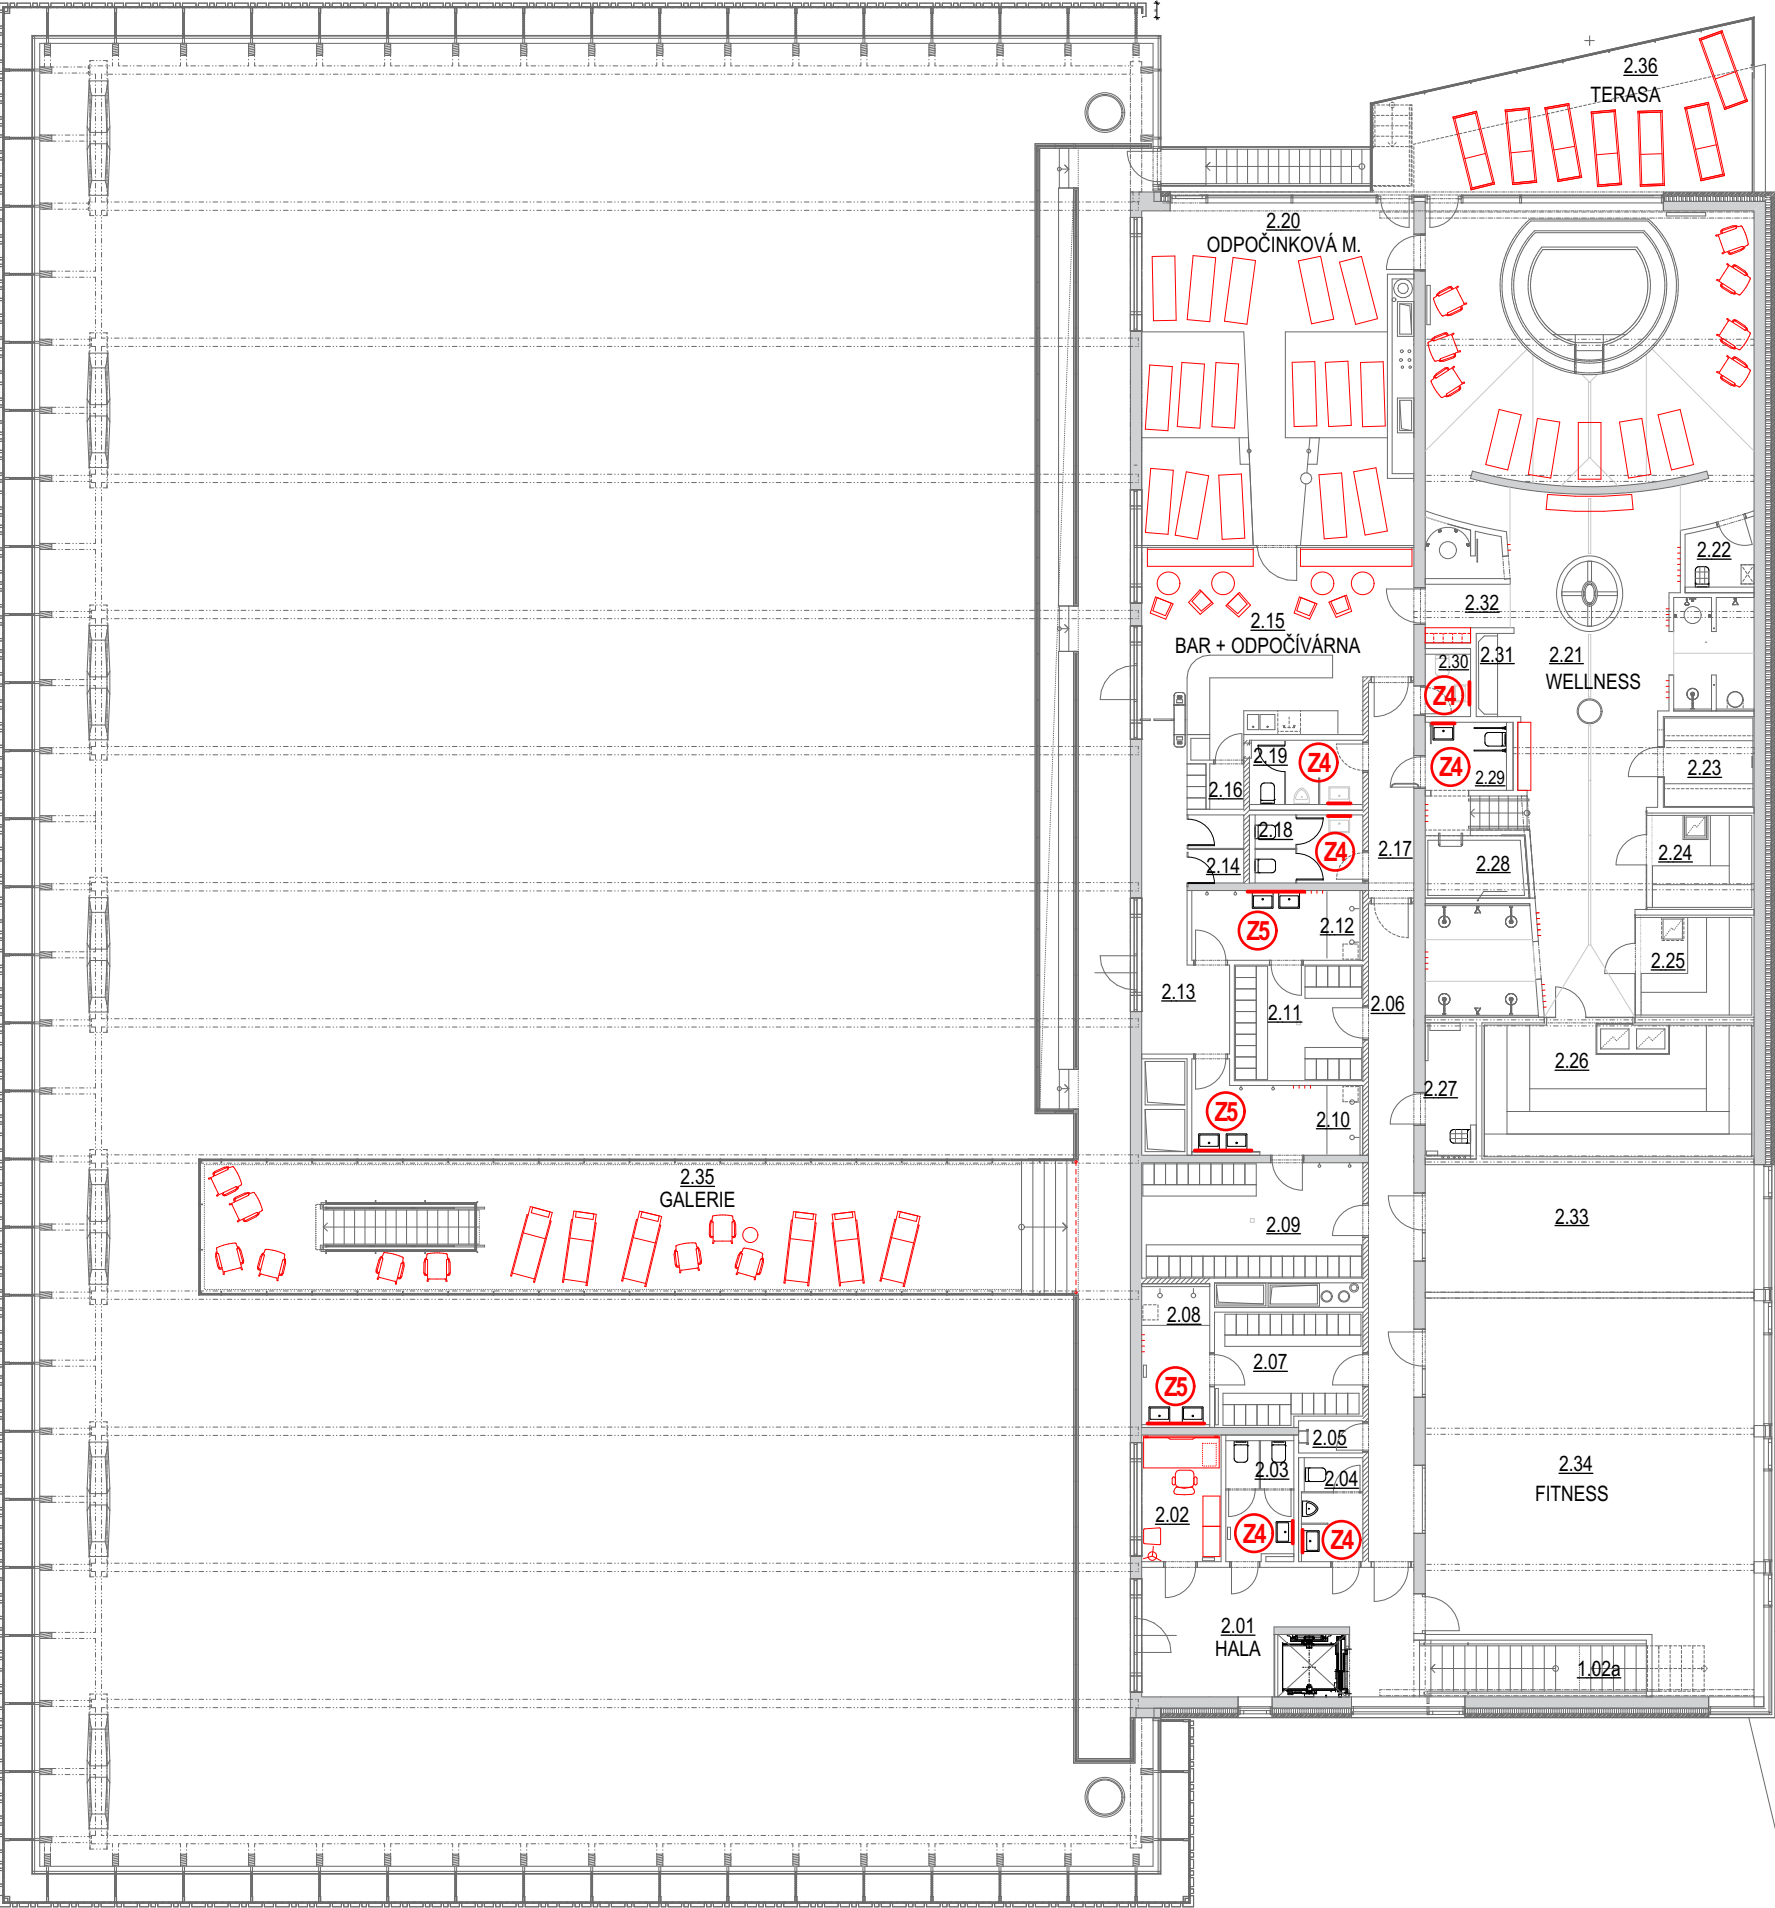 2.36
TERASA
2.20
ODPOČINKOVÁ M.
2.22
2.32
2.15
BAR + ODPOČÍVÁRNA
2.30
2.31
2.21
WELLNESS
Z4
2.19
Z4
Z4
2.29
2.23
2.16
2.18
Z4
2.17
2.14
2.28
2.24
Z5
2.12
2.25
2.13
2.11
2.06
2.26
2.27
Z5
2.10
2.35
GALERIE
2.09
2.33
2.08
2.07
Z5
2.05
2.03
2.04
2.34
FITNESS
2.02
Z4
Z4
2.01
HALA
1.02a